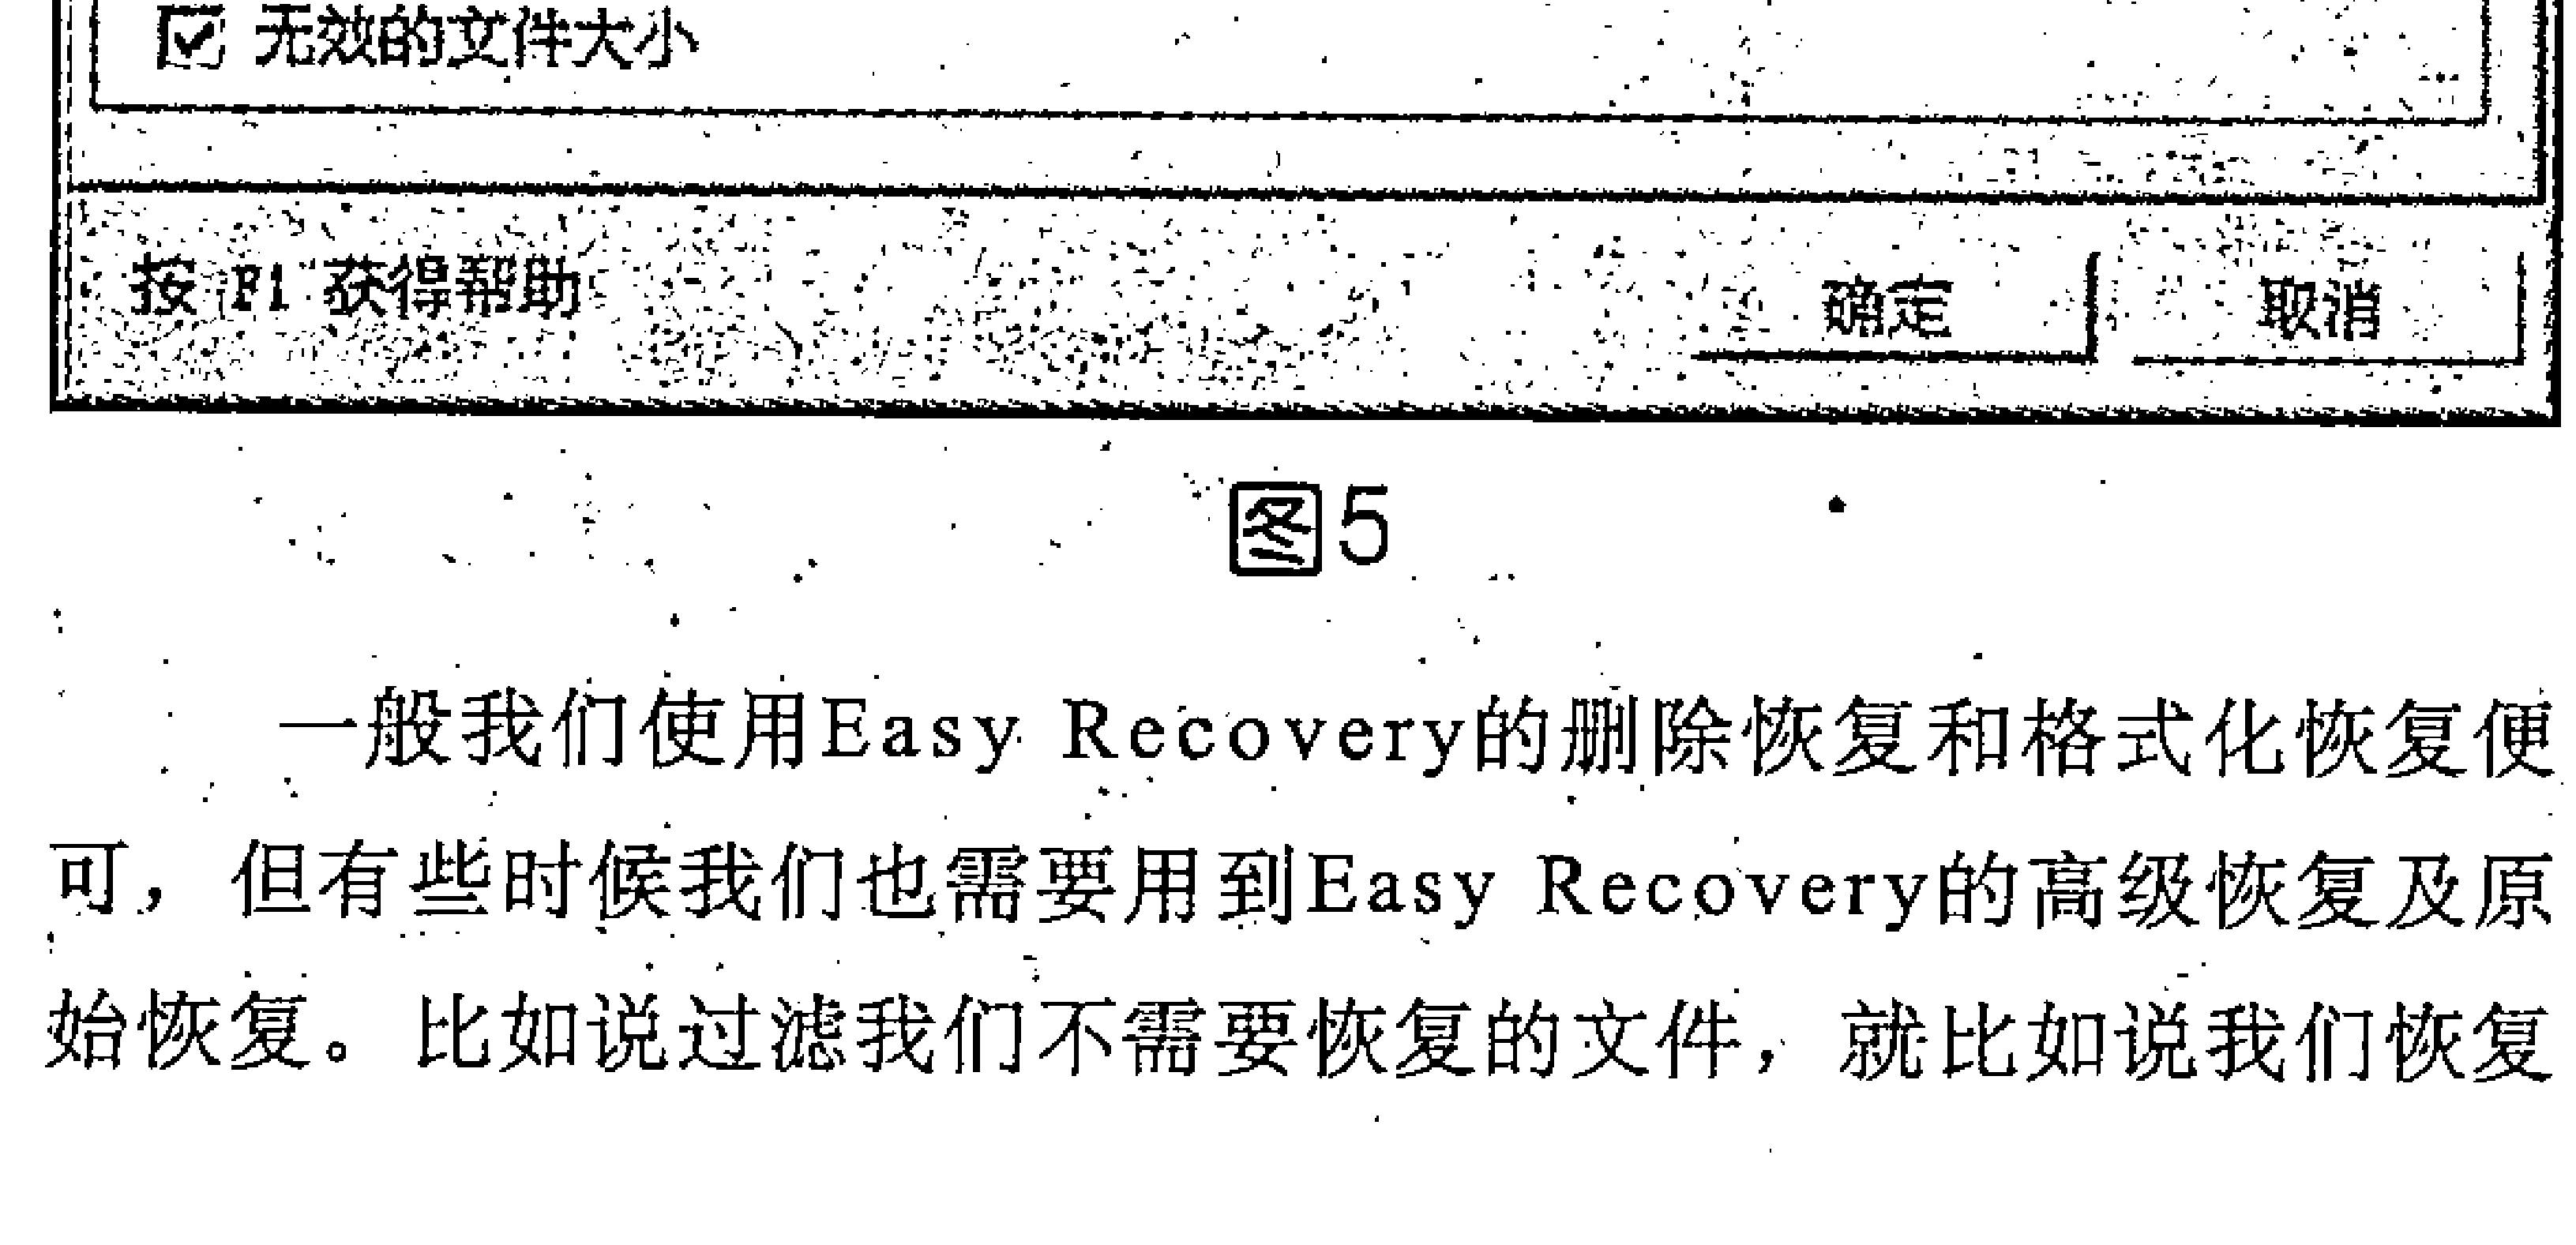 无效的文件大小
按 F1 获得帮助 确定 取消
图5
一般我们使用Easy Recovery的删除恢复和格式化恢复便
可，但有些时候我们也需要用到Easy Recovery的高级恢复及原
始恢复。比如说过滤我们不需要恢复的文件，就比如说我们恢复